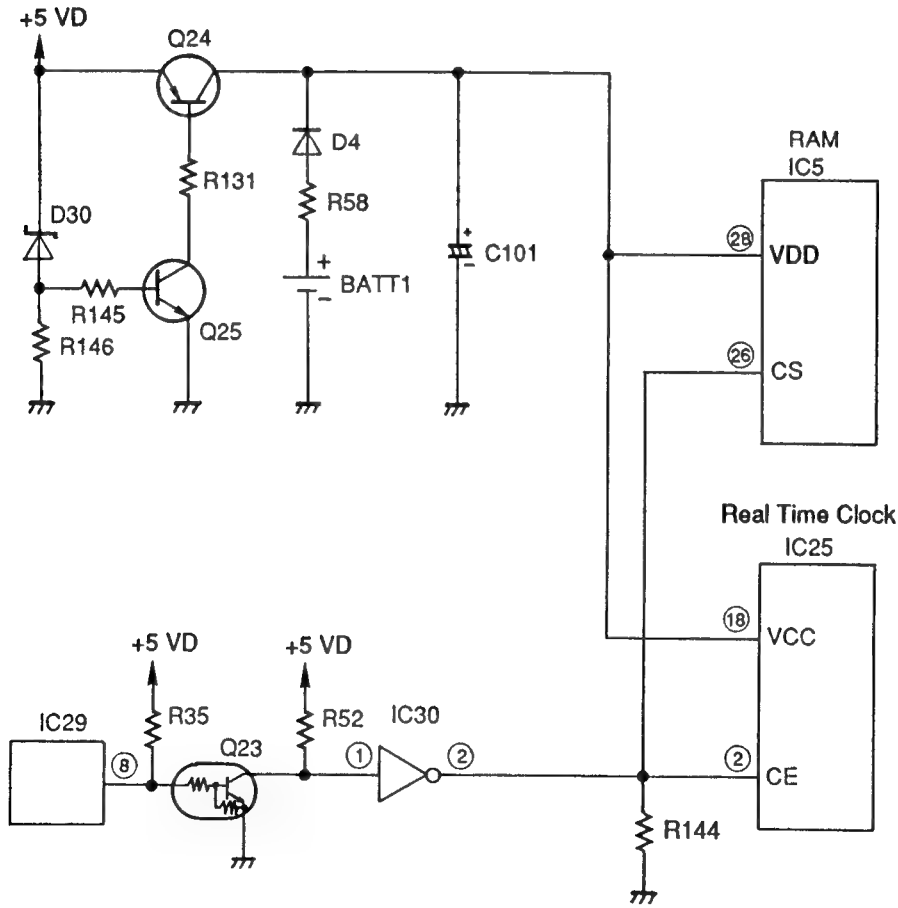 +5 VD
Q24
D4
R131
R58
D30
+
BATT1
-
+
C101
-
R145
Q25
R146
RAM
IC5
28
VDD
26
CS
Real Time Clock
IC25
18
VCC
+5 VD
+5 VD
R35
R52
IC30
IC29
8
Q23
1
2
2
CE
R144